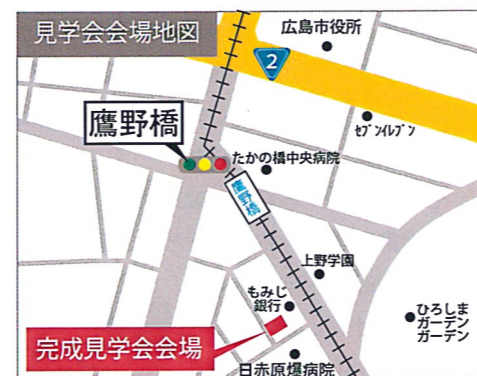 見学会会場地図
広島市役所
2
鷹野橋
セブンイレブン
たかの橋中央病院
鷹野橋
上野学園
もみじ
銀行
ひろしま
ガーデン
ガーデン
完成見学会会場
日赤原爆病院